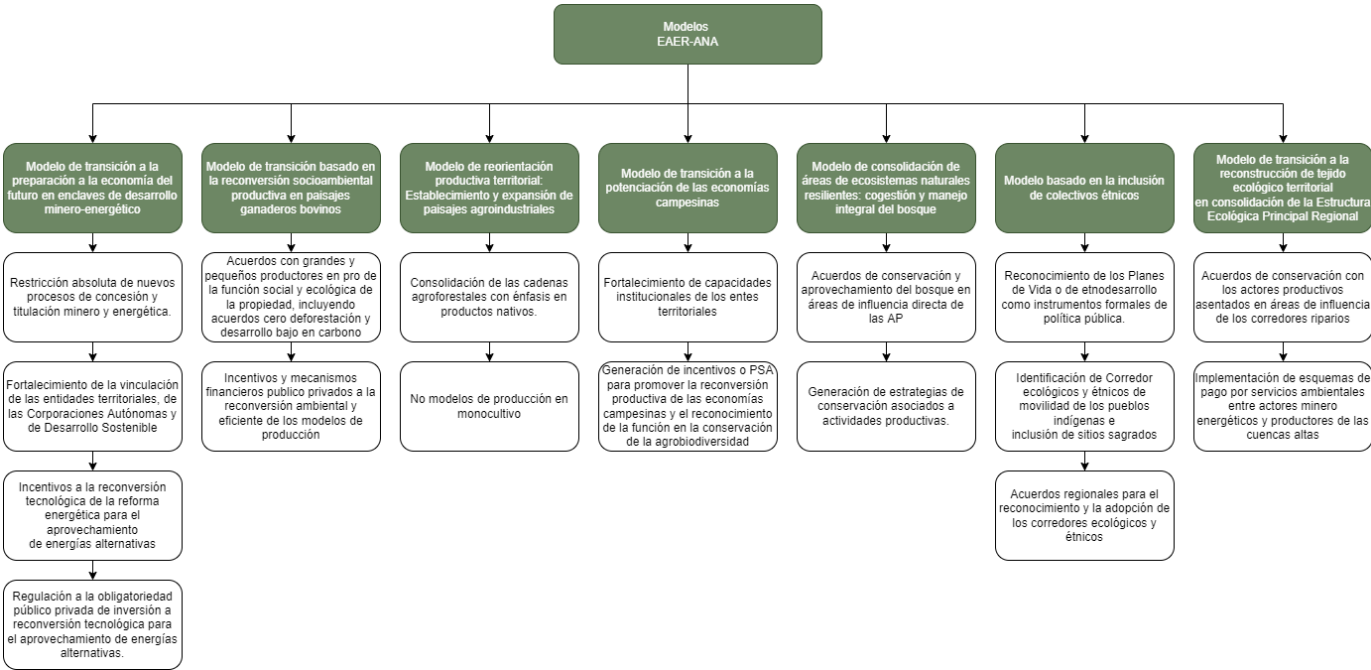 Modelos
EAER-ANA
Modelo de transición a la
preparación a la economía del
futuro en enclaves de desarrollo
minero-energético
Modelo de transición basado en
la reconversión socioambiental
productiva en paisajes
ganaderos bovinos
Modelo de reorientación
productiva territorial:
Establecimiento y expansión de
paisajes agroindustriales
Modelo de transición a la
potenciación de las economías
campesinas
Modelo de consolidación de
áreas de ecosistemas naturales
resilientes: cogestión y manejo
integral del bosque
Modelo basado en la inclusión
de colectivos étnicos
Modelo de transición a la
reconstrucción de tejido
ecológico territorial
en consolidación de la Estructura
Ecológica Principal Regional
Restricción absoluta de nuevos
procesos de concesión y
titulación minero y energética.
Acuerdos con grandes y
pequeños productores en pro de
la función social y ecológica de
la propiedad, incluyendo
acuerdos cero deforestación y
desarrollo bajo en carbono
Consolidación de las cadenas
agroforestales con énfasis en
productos nativos.
Fortalecimiento de capacidades
institucionales de los entes
territoriales
Acuerdos de conservación y
aprovechamiento del bosque en
áreas de influencia directa de
las AP
Reconocimiento de los Planes
de Vida o de etnodesarrollo
como instrumentos formales de
política pública.
Acuerdos de conservación con
los actores productivos
asentados en áreas de influencia
de los corredores riparios
Fortalecimiento de la vinculación
de las entidades territoriales, de
las Corporaciones Autónomas y
de Desarrollo Sostenible
Incentivos y mecanismos
financieros publico privados a la
reconversión ambiental y
eficiente de los modelos de
producción
No modelos de producción en
monocultivo
Generación de incentivos o PSA
para promover la reconversión
productiva de las economías
campesinas y el reconocimiento
de la función en la conservación
de la agrobiodiversidad
Generación de estrategias de
conservación asociados a
actividades productivas.
Identificación de Corredor
ecológicos y étnicos de
movilidad de los pueblos
indígenas e
inclusión de sitios sagrados
Implementación de esquemas de
pago por servicios ambientales
entre actores minero
energéticos y productores de las
cuencas altas
Incentivos a la reconversión
tecnológica de la reforma
energética para el
aprovechamiento
de energías alternativas
Acuerdos regionales para el
reconocimiento y la adopción de
los corredores ecológicos y
étnicos
Regulación a la obligatoriedad
público privada de inversión a
reconversión tecnológica para
el aprovechamiento de energías
alternativas.